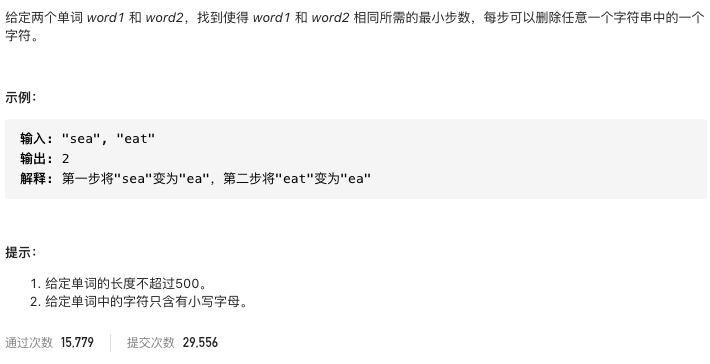 给定两个单词 word1 和 word2，找到使得 word1 和 word2 相同所需的最小步数，每步可以删除任意一个字符串中的一个
字符。
示例：
输入: "sea", "eat"
输出: 2
解释: 第一步将"sea"变为"ea"，第二步将"eat"变为"ea"
提示：
1. 给定单词的长度不超过500。
2. 给定单词中的字符只含有小写字母。
通过次数 15,779 提交次数 29,556